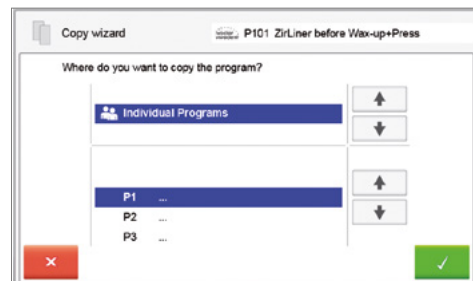 Copy wizard
P101 ZirLiner before Wax-up+Press
Where do you want to copy the program?
Individual Programs
P1 ...
P2 ...
P3 ...